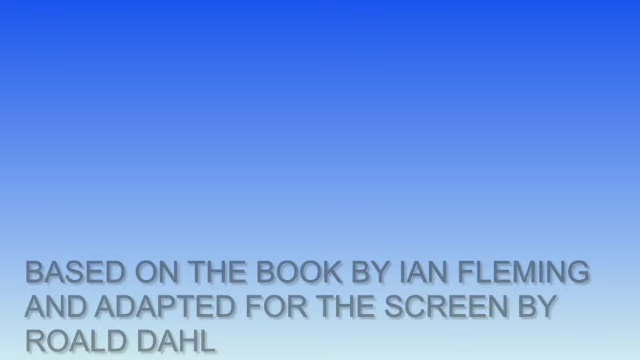 BASED ON THE BOOK BY IAN FLEMING
AND ADAPTED FOR THE SCREEN BY
ROALD DAHL